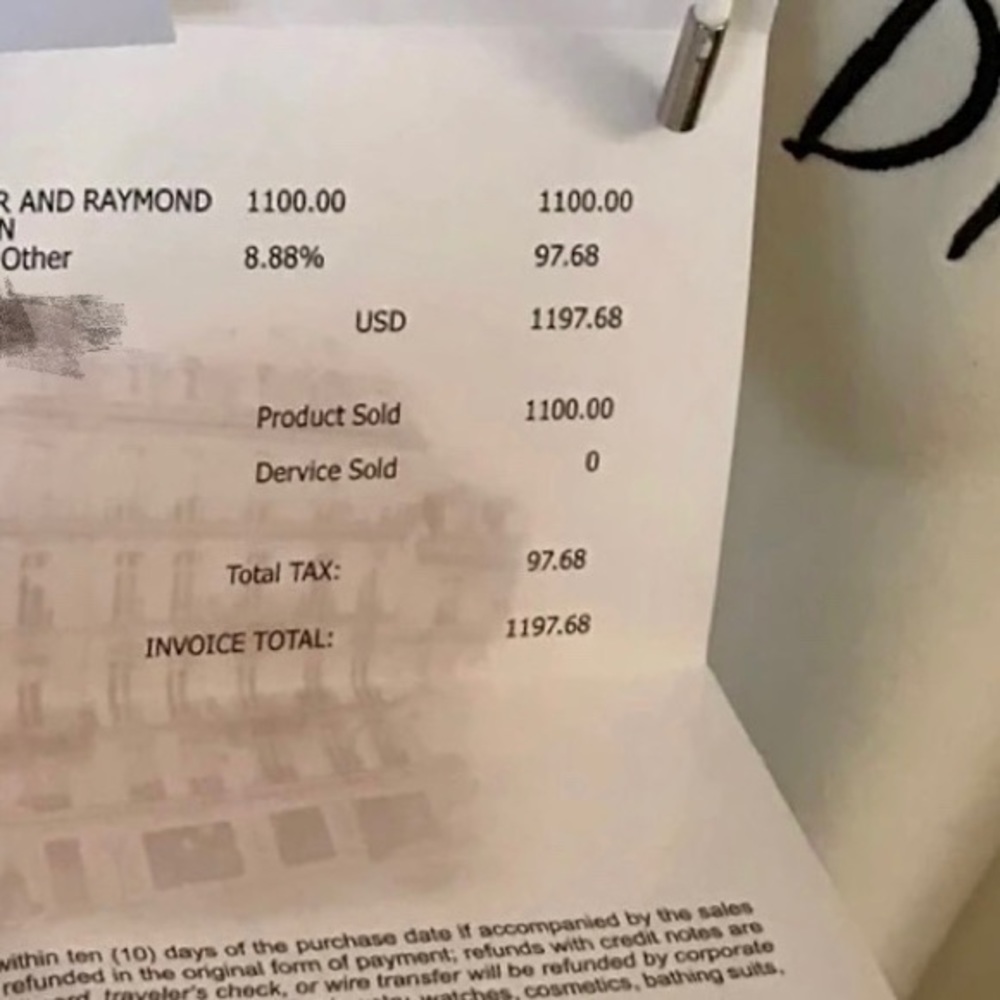 R AND RAYMOND 1100.00 1100.00
N
Other 8.88% 97.68
USD 1197.68
Product Sold 1100.00
Dervice Sold 0
Total TAX: 97.68
INVOICE TOTAL: 1197.68
within ten (10) days of the purchase date if accompanied by the sales
refunded in the original form of payment; refunds with credit notes are
traveler's check, or wire transfer will be refunded by corporate
watches, cosmetics, bathing suits,
D